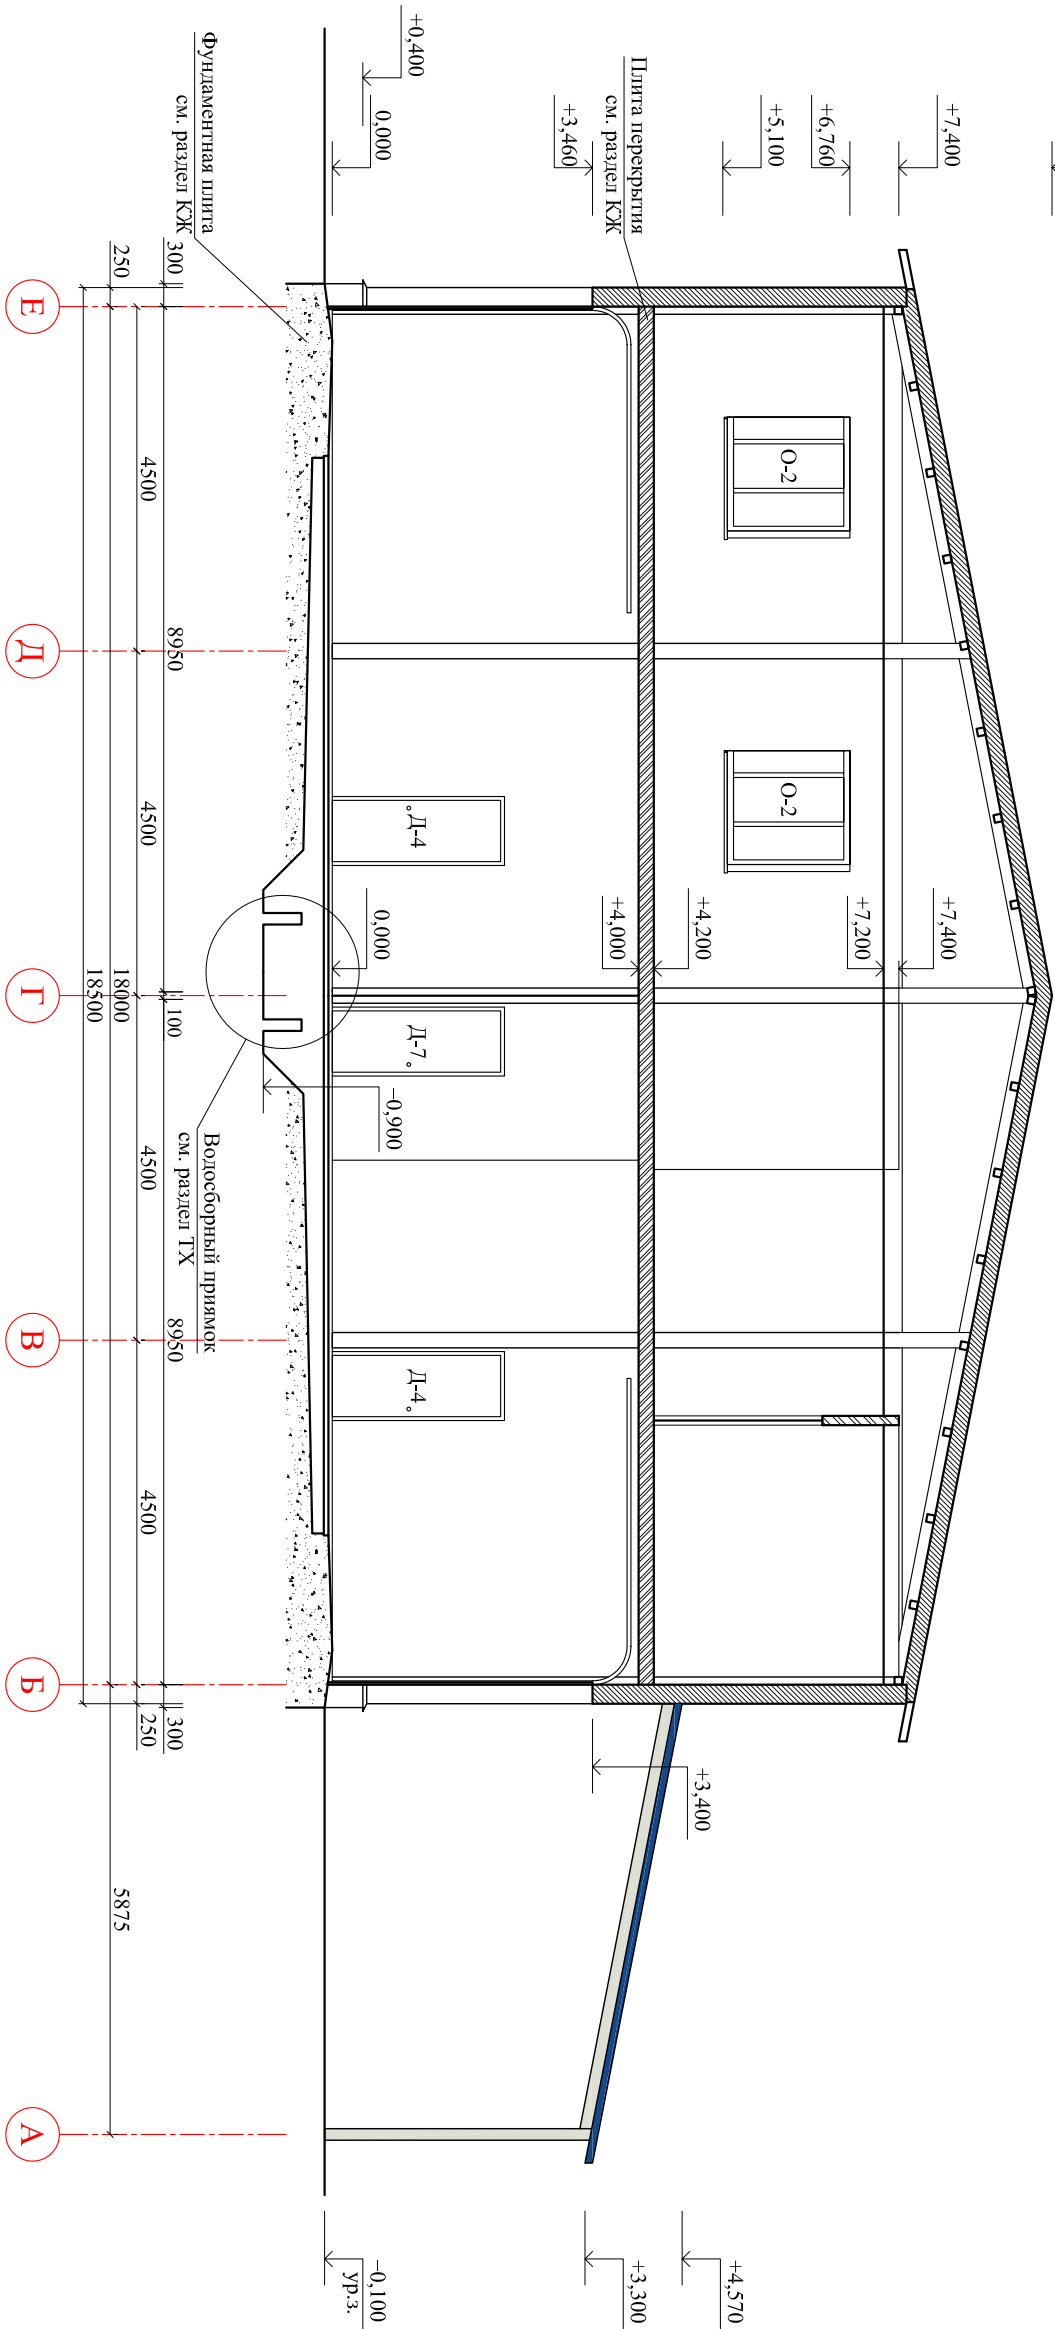 +7,400
+6,760
+5,100
Плита перекрытия
см. раздел КЖ
+3,460
+0,400
0,000
Фундаментная плита
см. раздел КЖ
О-2
О-2
+7,400
+7,200
+4,200
+4,000
0,000
Д-4
Д-7
Д-4
-0,900
Водосборный приямок
см. раздел ТХ
+3,400
+4,570
+3,300
-0,100
ур.з.
300
8950
100
8950
300
4500
4500
4500
4500
250
250
18000
5875
18500
Е
Д
Г
В
Б
А